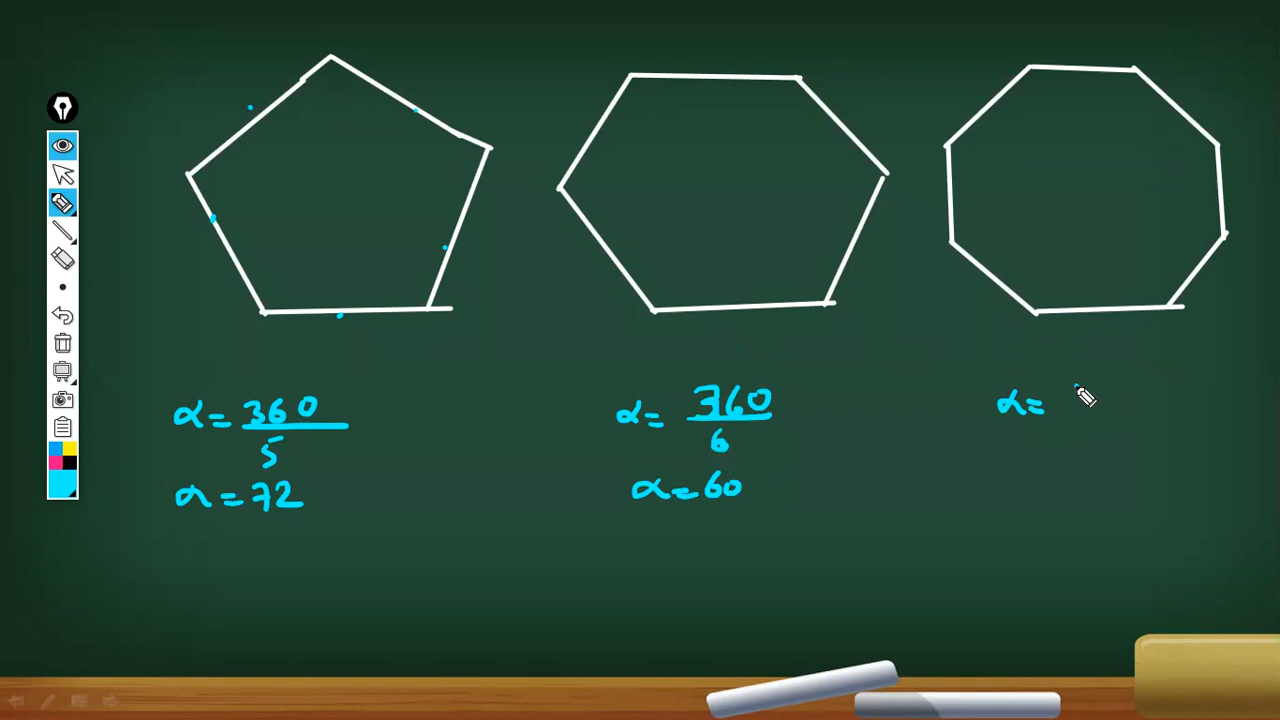 α = 360
5
α = 72
α = 360
6
α = 60
α =